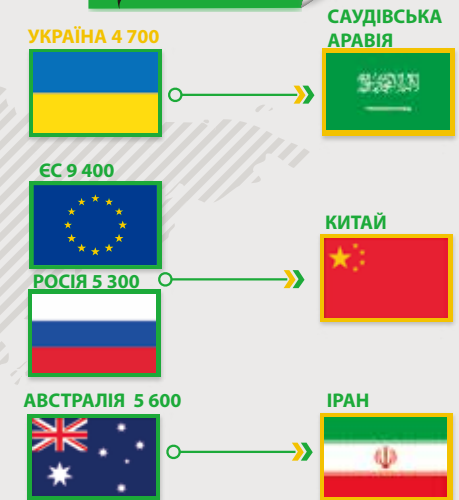 УКРАЇНА 4 700
САУДІВСЬКА
АРАВІЯ
ЄС 9 400
РОСІЯ 5 300
КИТАЙ
АВСТРАЛІЯ 5 600
ІРАН